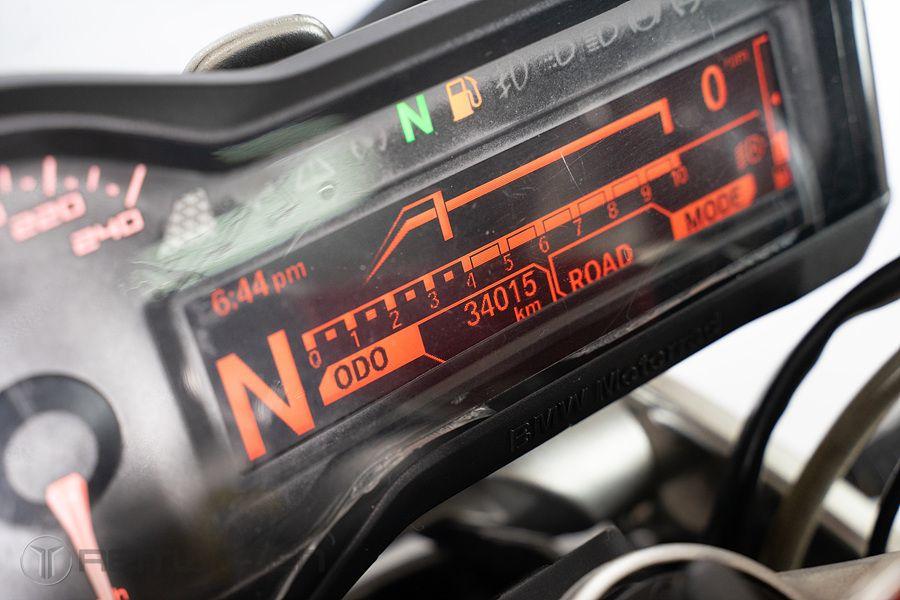 N
0 rpm
220
240
6:44 pm
0 1 2 3 4 5 6 7 8 9 10
N
ODO
34015
km
ROAD
MODE
BMW Motorrad